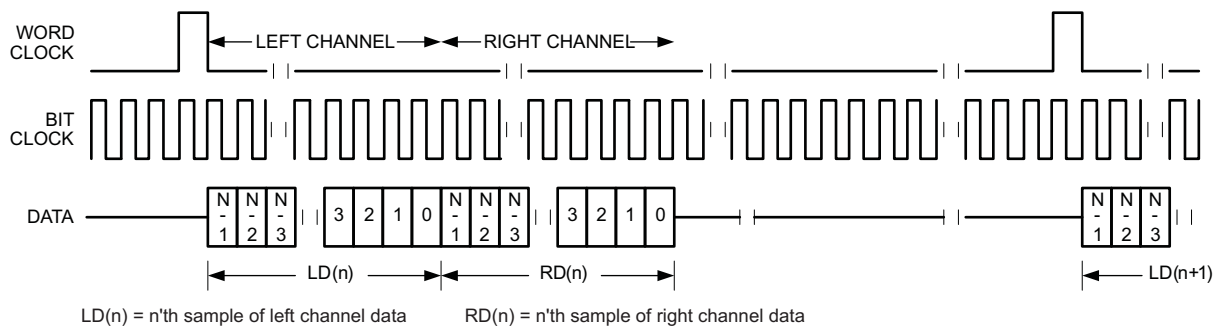 WORD
CLOCK
LEFT CHANNEL
RIGHT CHANNEL
BIT
CLOCK
DATA
N
-
1
N
-
2
N
-
3
3
2
1
0
N
-
1
N
-
2
N
-
3
3
2
1
0
N
-
1
N
-
2
N
-
3
LD(n)
RD(n)
LD(n+1)
LD(n) = n'th sample of left channel data
RD(n) = n'th sample of right channel data